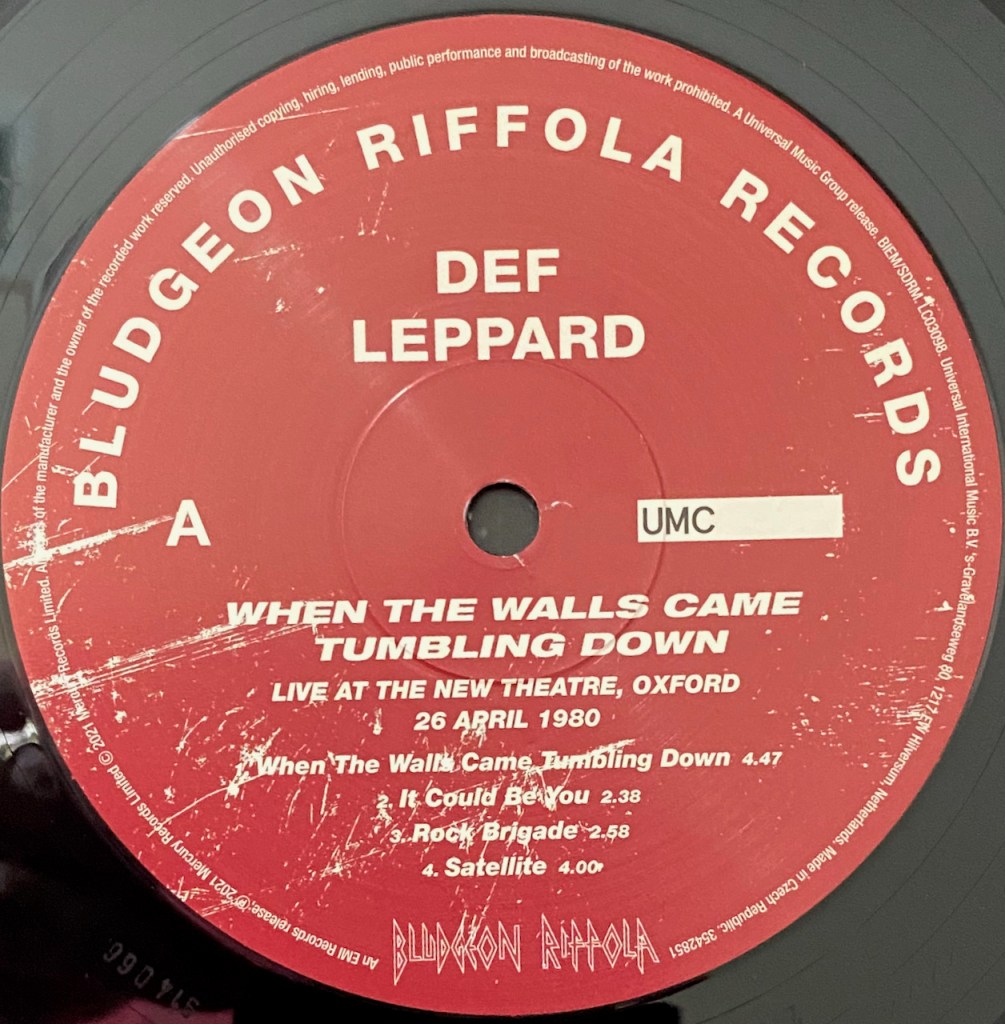 BLUDGEON RIFFOLA RECORDS
DEF
LEPPARD
A
UMC
WHEN THE WALLS CAME
TUMBLING DOWN
LIVE AT THE NEW THEATRE, OXFORD
26 APRIL 1980
When The Walls Came Tumbling Down 4.47
2. It Could Be You 2.38
3. Rock Brigade 2.58
4. Satellite 4.00
BLUDGEON RIFFOLA
An EMI Records release, ℗ 2021 Mercury Records Limited © 2021 Mercury Records Limited. All rights of the manufacturer and the owner of the recorded work reserved. Unauthorised copying, hiring, lending, public performance and broadcasting of the work prohibited. A Universal Music Group release. BIEM/SDRM. LC03098. Universal International Music B.V. 's-Gravelandseweg 80 1217 EW Hilversum, Netherlands. Made in Czech Republic. 3542851